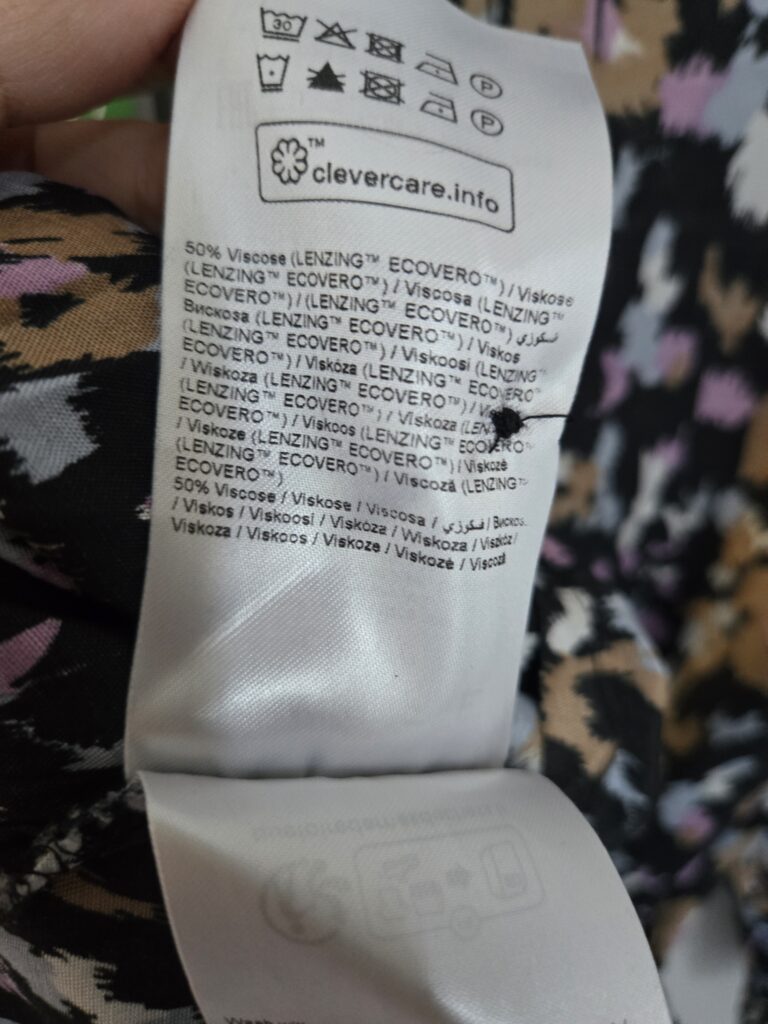 30
P
P
™
clevercare.info
50% Viscose (LENZING™ ECOVERO™) / Viskose
(LENZING™ ECOVERO™) / Viscosa (LENZING™
ECOVERO™) / (LENZING™ ECOVERO™) فسكوزي
Вискоза (LENZING™ ECOVERO™) / Viskos
(LENZING™ ECOVERO™) / Viskoosi (LENZING™
ECOVERO™) / Viskóza (LENZING™ ECOVERO™
/ Wiskoza (LENZING™ ECOVERO™) /
(LENZING™ ECOVERO™) / Viskoza
ECOVERO™) / Viskoos (LENZING™ ECOVERO™)
/ Viskoze (LENZING™ ECOVERO™) / Viskozė
(LENZING™ ECOVERO™) / Viscoză (LENZING™
ECOVERO™)
50% Viscose / Viskose / Viscosa / فسكوزي /
/ Viskos / Viskoosi / Viskóza / Wiskoza / Viszkóz /
Viskoza / Viskoos / Viskoze / Viskozė / Viscoză